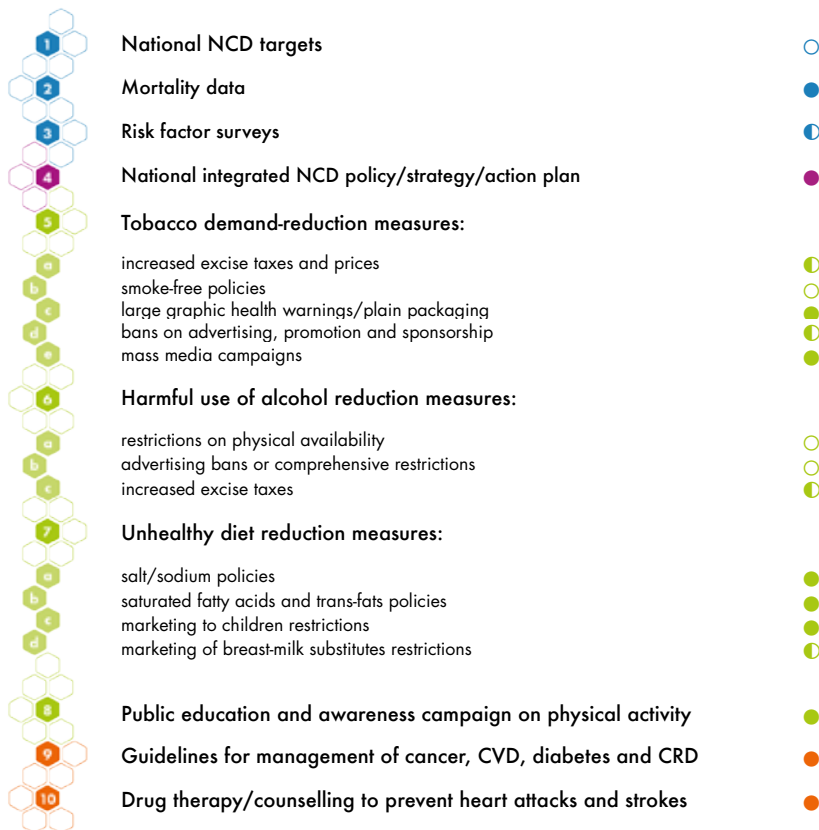 1 National NCD targets
2 Mortality data
3 Risk factor surveys
4 National integrated NCD policy/strategy/action plan
5 Tobacco demand-reduction measures:
a increased excise taxes and prices
b smoke-free policies
c large graphic health warnings/plain packaging
d bans on advertising, promotion and sponsorship
e mass media campaigns
6 Harmful use of alcohol reduction measures:
a restrictions on physical availability
b advertising bans or comprehensive restrictions
c increased excise taxes
7 Unhealthy diet reduction measures:
a salt/sodium policies
b saturated fatty acids and trans-fats policies
c marketing to children restrictions
d marketing of breast-milk substitutes restrictions
8 Public education and awareness campaign on physical activity
9 Guidelines for management of cancer, CVD, diabetes and CRD
10 Drug therapy/counselling to prevent heart attacks and strokes